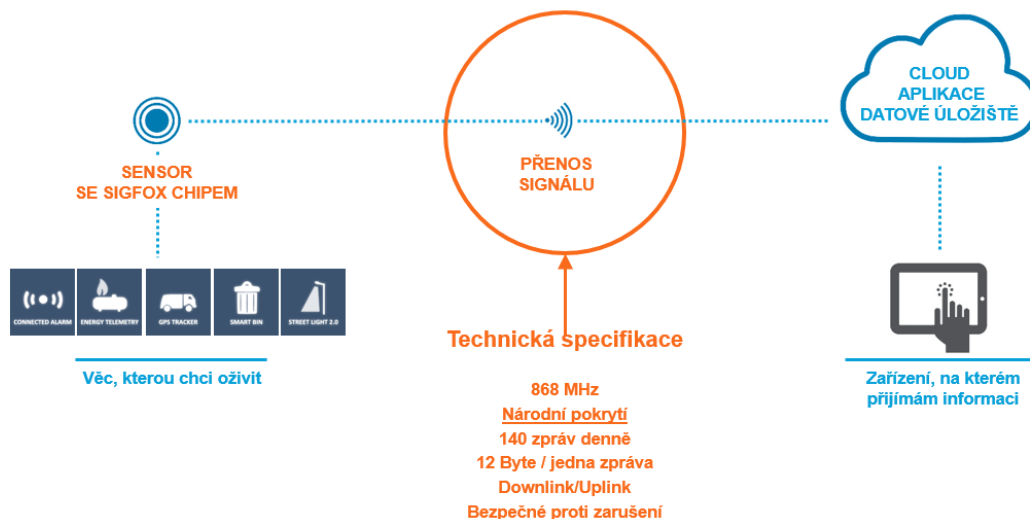 CLOUD
APLIKACE
DATOVÉ ÚLOŽIŠTĚ
SENSOR
SE SIGFOX CHIPEM
PŘENOS
SIGNÁLU
CONNECTED ALARM
ENERGY TELEMETRY
GPS TRACKER
SMART BIN
STREET LIGHT 2.0
Technická specifikace
Věc, kterou chci oživit
Zařízení, na kterém
přijímám informaci
868 MHz
Národní pokrytí
140 zpráv denně
12 Byte / jedna zpráva
Downlink/Uplink
Bezpečné proti zarušení